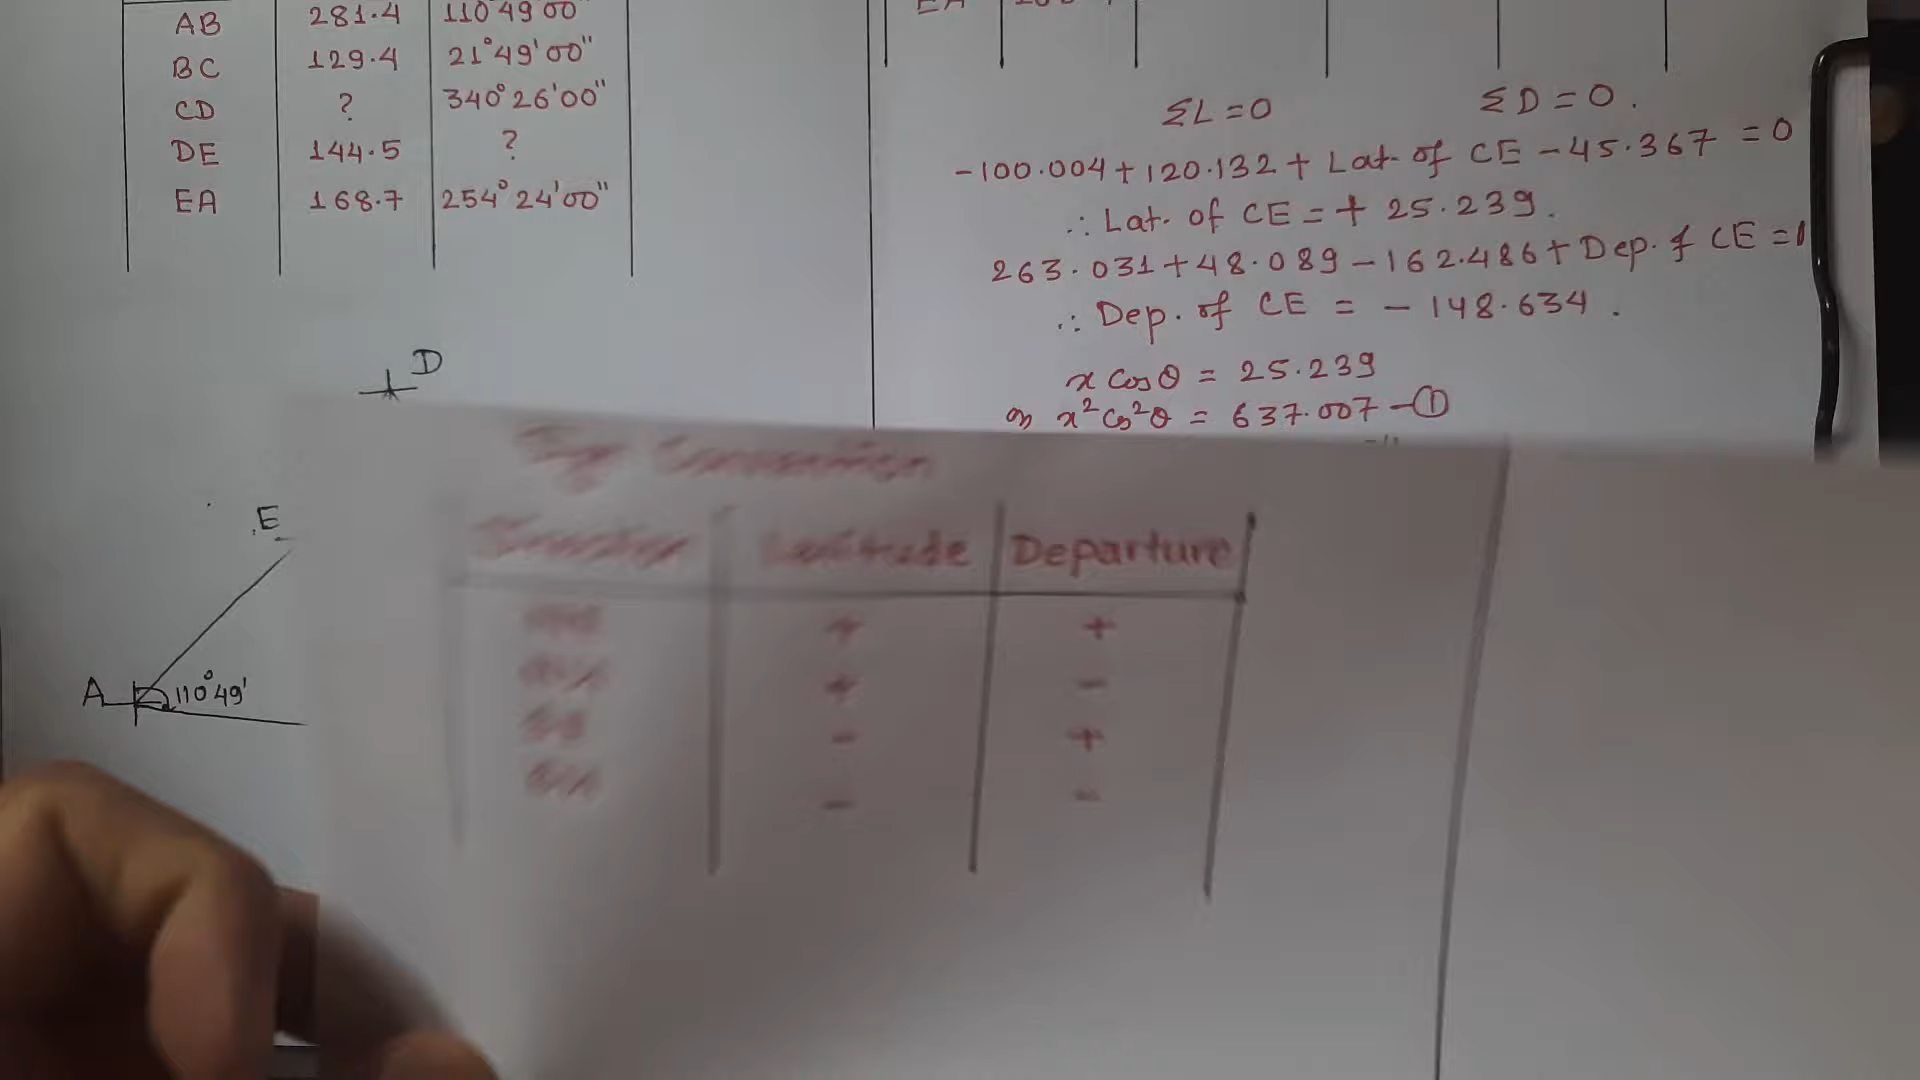 AB 281.4 110°49'00"
BC 129.4 21°49'00"
CD ? 340°26'00"
DE 144.5 ?
EA 168.7 254°24'00"
ΣL = 0 ΣD = 0.
-100.004 + 120.132 + Lat. of CE - 45.367 = 0
∴ Lat. of CE = + 25.239.
263.031 + 48.089 - 162.486 + Dep. of CE =
∴ Dep. of CE = - 148.634.
x Cosθ = 25.239
x² Cos²θ = 637.007 - ①
D
E
A 110°49'
Latitude Departure
+ +
+ -
- +
- -